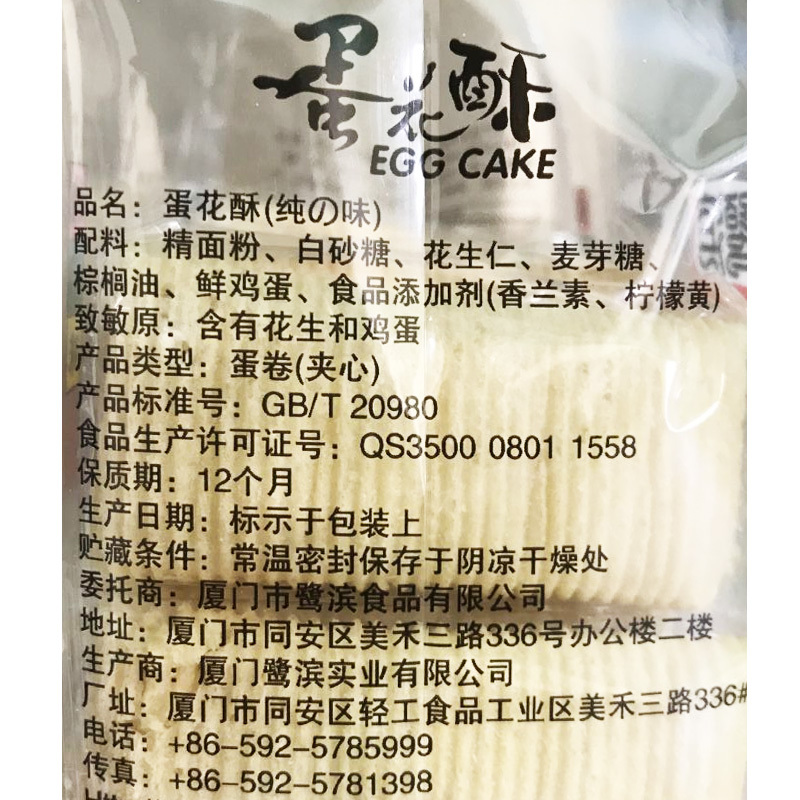 蛋花酥
EGG CAKE
品名：蛋花酥(纯の味)
配料：精面粉、白砂糖、花生仁、麦芽糖、
棕榈油、鲜鸡蛋、食品添加剂(香兰素、柠檬黄)
致敏原：含有花生和鸡蛋
产品类型：蛋卷(夹心)
产品标准号：GB/T 20980
食品生产许可证号：QS3500 0801 1558
保质期：12个月
生产日期：标示于包装上
贮藏条件：常温密封保存于阴凉干燥处
委托商：厦门市鹭滨食品有限公司
地址：厦门市同安区美禾三路336号办公楼二楼
生产商：厦门鹭滨实业有限公司
厂址：厦门市同安区轻工食品工业区美禾三路336#
电话：+86-592-5785999
传真：+86-592-5781398